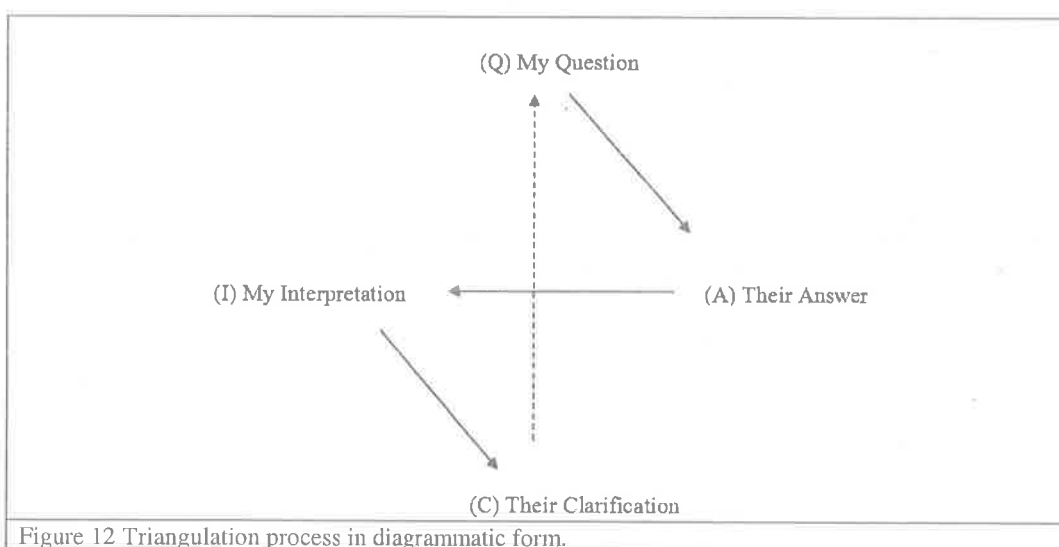 (Q) My Question
(I) My Interpretation
(A) Their Answer
(C) Their Clarification
Figure 12 Triangulation process in diagrammatic form.